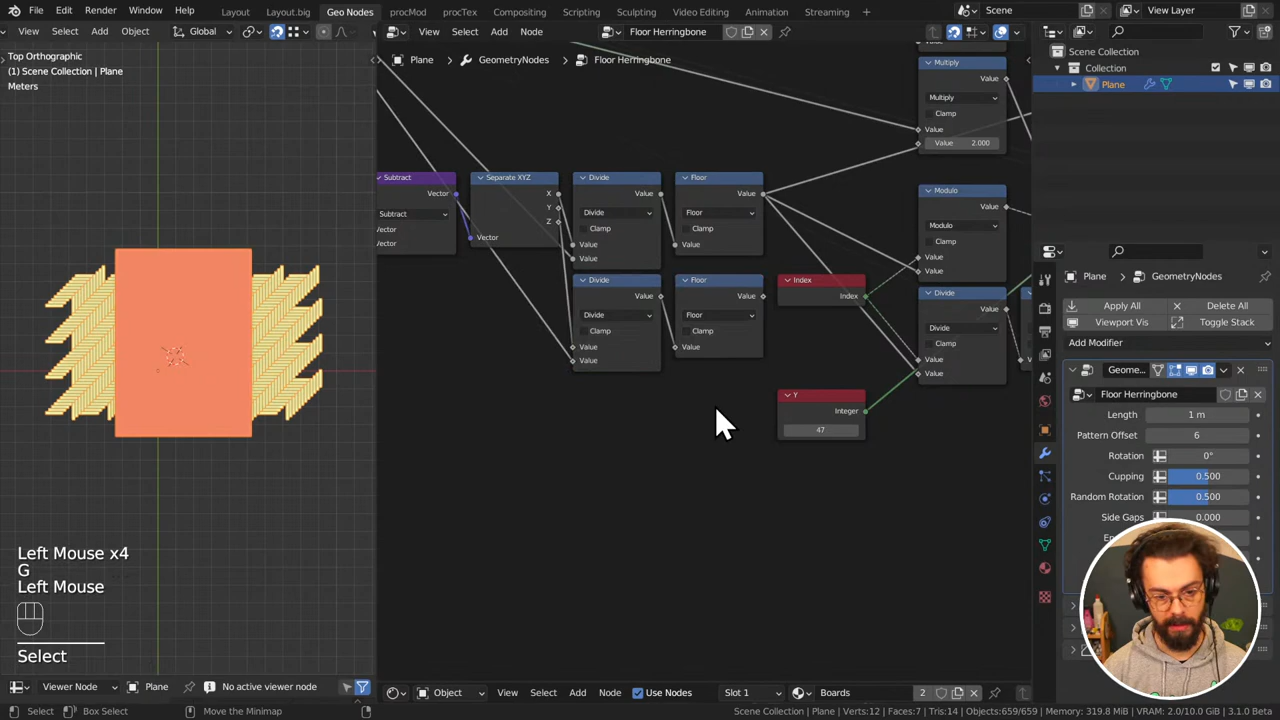 File Edit Render Window Help Layout Layout.big Geo Nodes procMod procTex Compositing Scripting Sculpting Video Editing Animation Streaming + Scene View Layer
View Select Add Object Global View Select Add Node Floor Herringbone
Top Orthographic
(1) Scene Collection | Plane
Meters
Plane GeometryNodes Floor Herringbone
Scene Collection
Collection
Plane
Multiply
Value
Multiply
Clamp
Value
Value 2.000
Subtract
Vector
Subtract
Vector
Vector
Separate XYZ
X
Y
Z
Vector
Divide
Value
Divide
Clamp
Value
Value
Floor
Value
Floor
Clamp
Value
Modulo
Value
Modulo
Clamp
Value
Value
Divide
Value
Divide
Clamp
Value
Value
Floor
Value
Floor
Clamp
Value
Index
Index
Divide
Value
Divide
Clamp
Value
Value
Y
Integer
47
Plane GeometryNodes
Apply All Delete All
Viewport Vis Toggle Stack
Add Modifier
Geome...
Floor Herringbone
Length 1 m
Pattern Offset 6
Rotation 0°
Cupping 0.500
Random Rotation 0.500
Side Gaps 0.000
Left Mouse x4
G
Left Mouse
Select
Viewer Node Plane No active viewer node Object View Select Add Node Use Nodes Slot 1 Boards 2
Select Box Select Move the Minimap Scene Collection | Plane | Verts:12 | Faces:7 | Tris:14 | Objects:659/659 | Memory: 319.8 MiB | VRAM: 2.0/10.0 GiB | 3.1.0 Beta